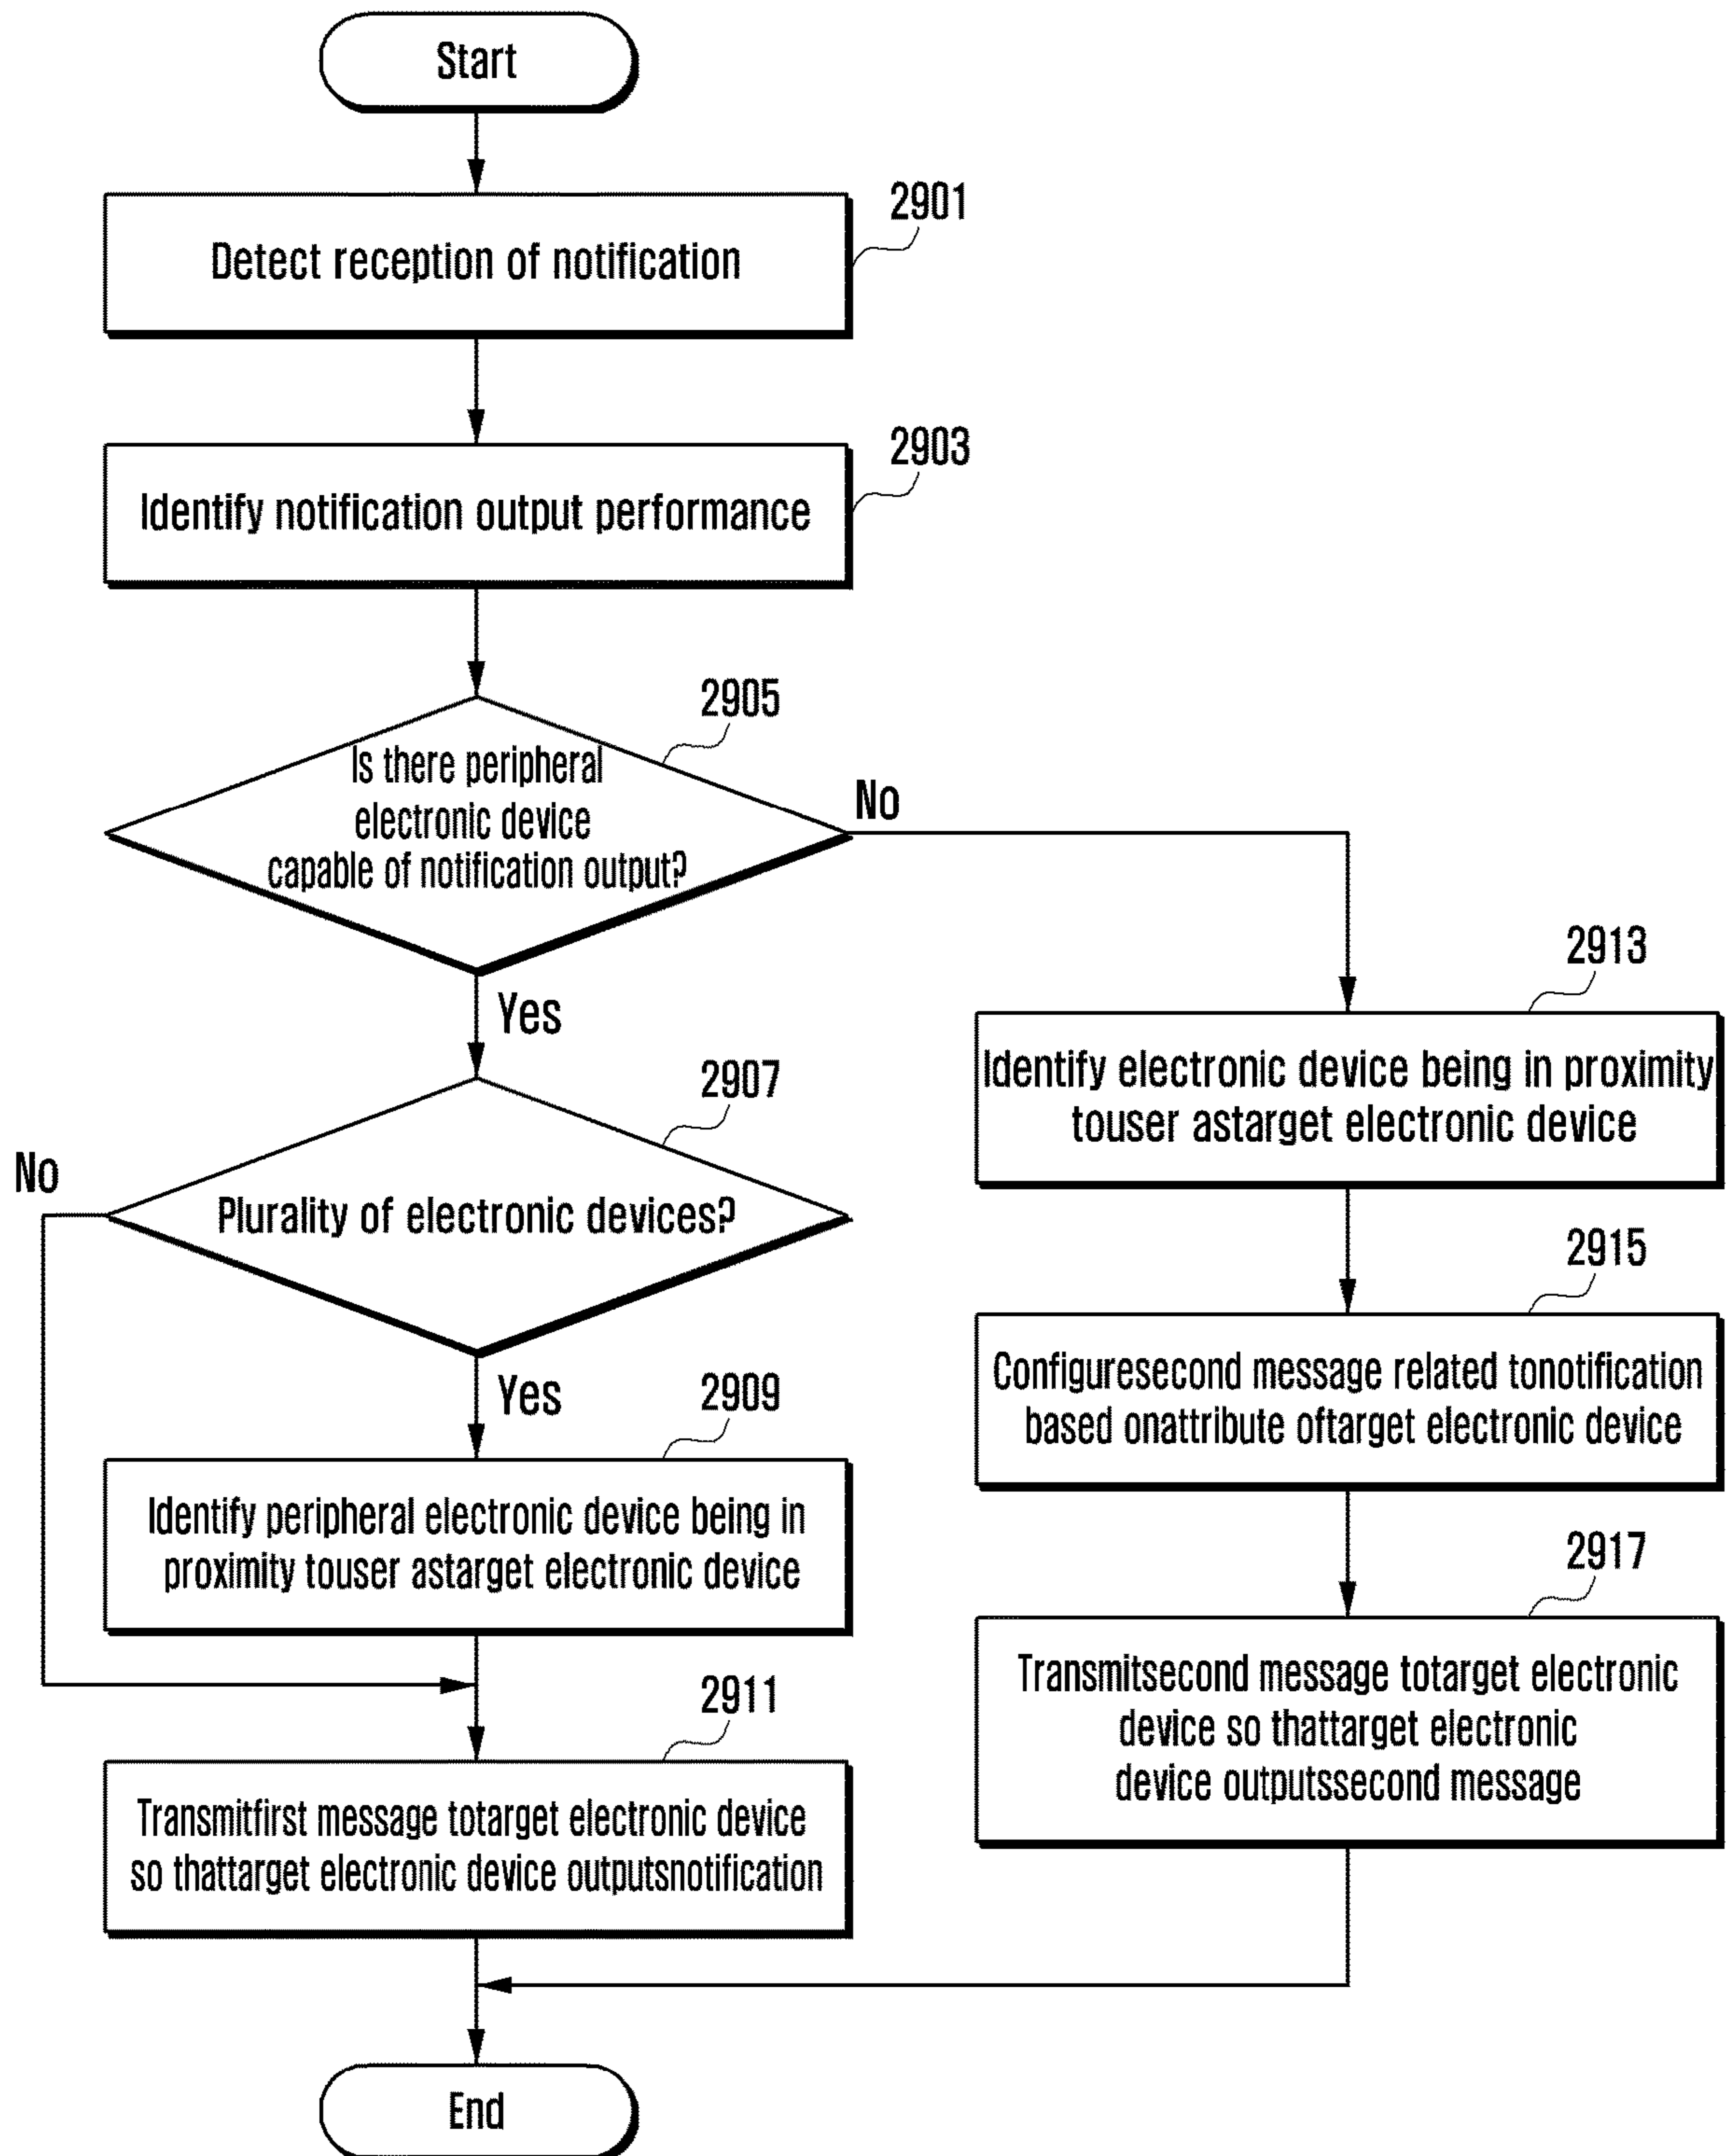 Start
2901
Detect reception of notification
2903
Identify notification output performance
2905
Is there peripheral
electronic device
capable of notification output?
No
Yes
2907
No
Plurality of electronic devices?
Yes
2909
Identify peripheral electronic device being in
proximity touser astarget electronic device
2911
Transmitfirst message totarget electronic device
so thattarget electronic device outputsnotification
2913
Identify electronic device being in proximity
touser astarget electronic device
2915
Configuresecond message related tonotification
based onattribute oftarget electronic device
2917
Transmitsecond message totarget electronic
device so thattarget electronic
device outputssecond message
End